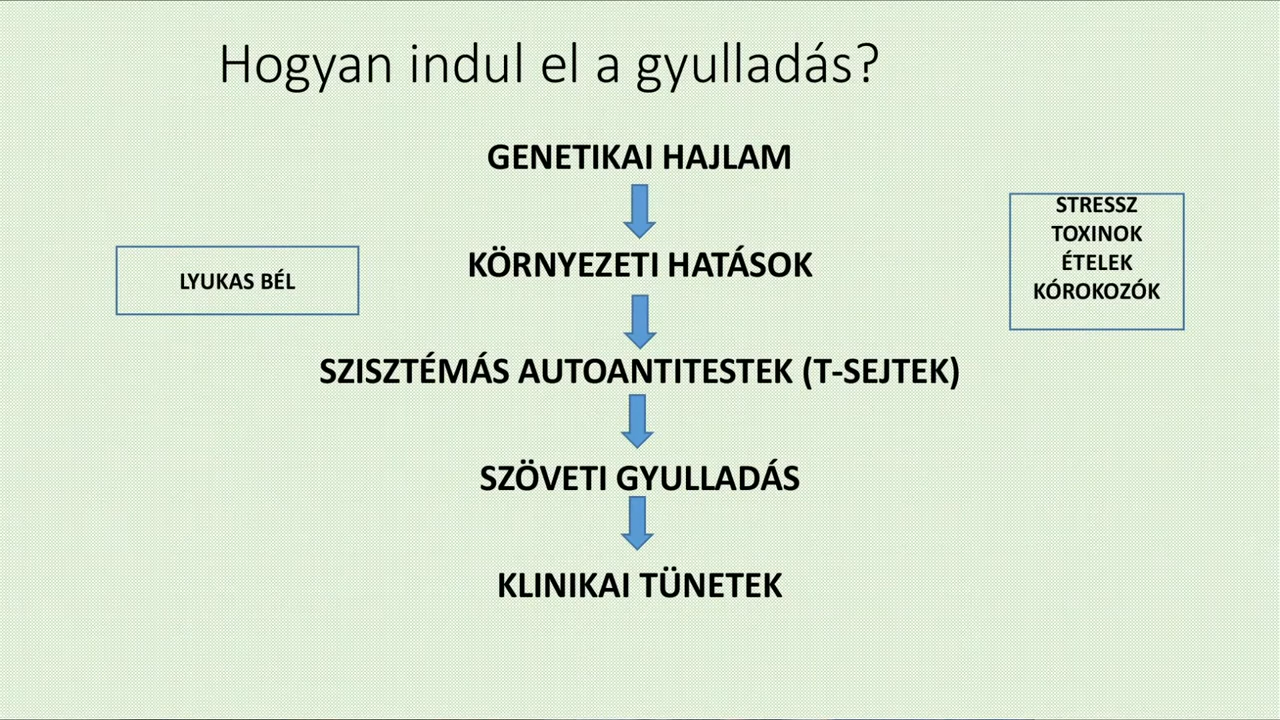 Hogyan indul el a gyulladás?
GENETIKAI HAJLAM
KÖRNYEZETI HATÁSOK
LYUKAS BÉL
STRESSZ
TOXINOK
ÉTELEK
KÓROKOZÓK
SZISZTÉMÁS AUTOANTITESTEK (T-SEJTEK)
SZÖVETI GYULLADÁS
KLINIKAI TÜNETEK